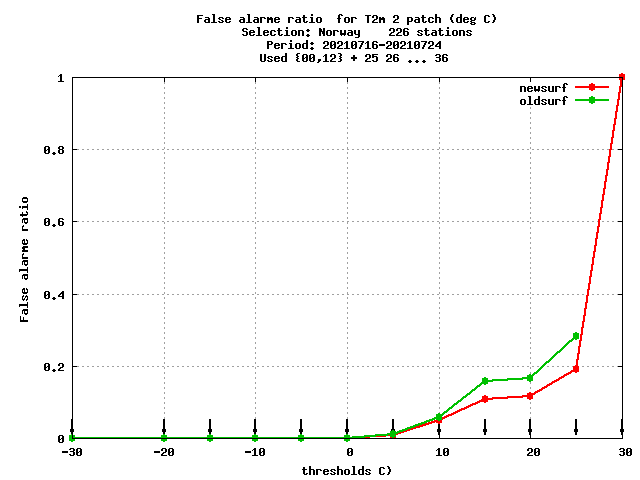 False alarme ratio  for T2m 2 patch (deg C)
Selection: Norway    226 stations
Period: 20210716-20210724
Used {00,12} + 25 26 ... 36
newsurf
oldsurf
1
0.8
0.6
0.4
0.2
0
False alarme ratio
-30 -20 -10 0 10 20 30
thresholds C)